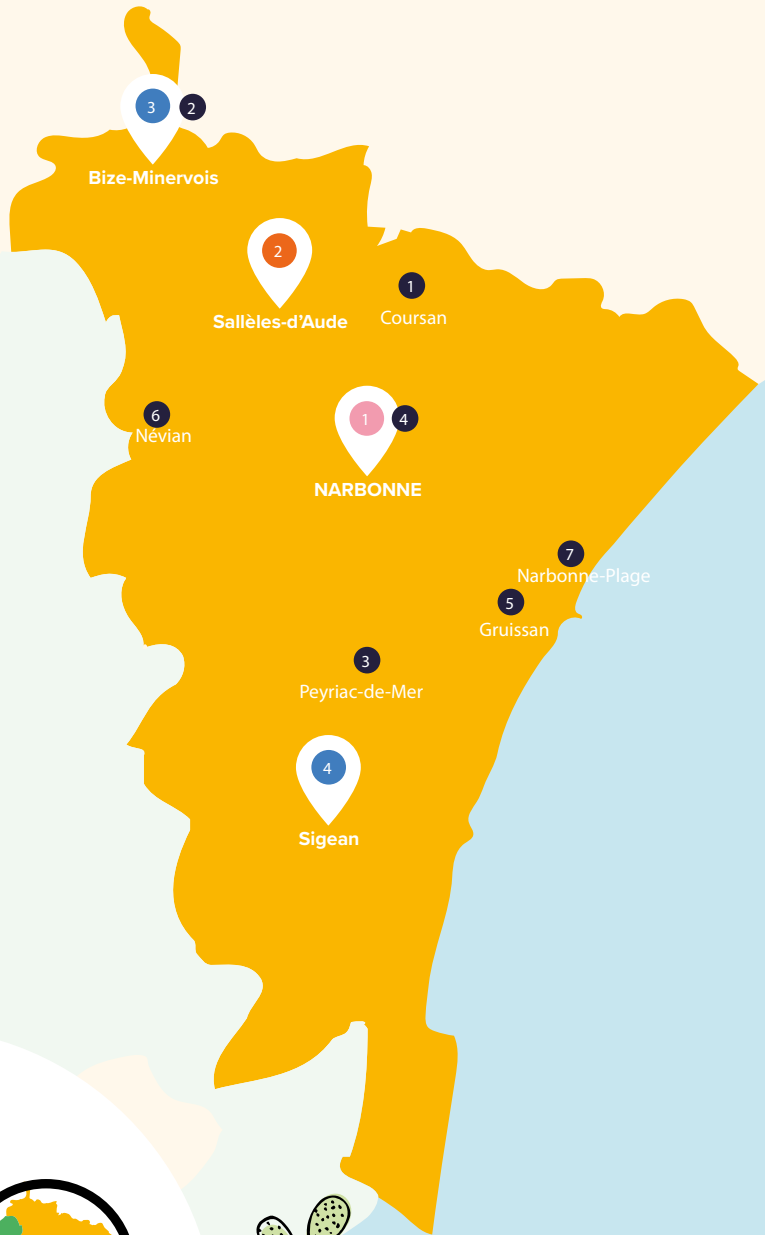 3 2
Bize-Minervois
2
Sallèles-d'Aude
1
Coursan
6
Névian
1 4
NARBONNE
7
Narbonne-Plage
5
Gruissan
3
Peyriac-de-Mer
4
Sigean